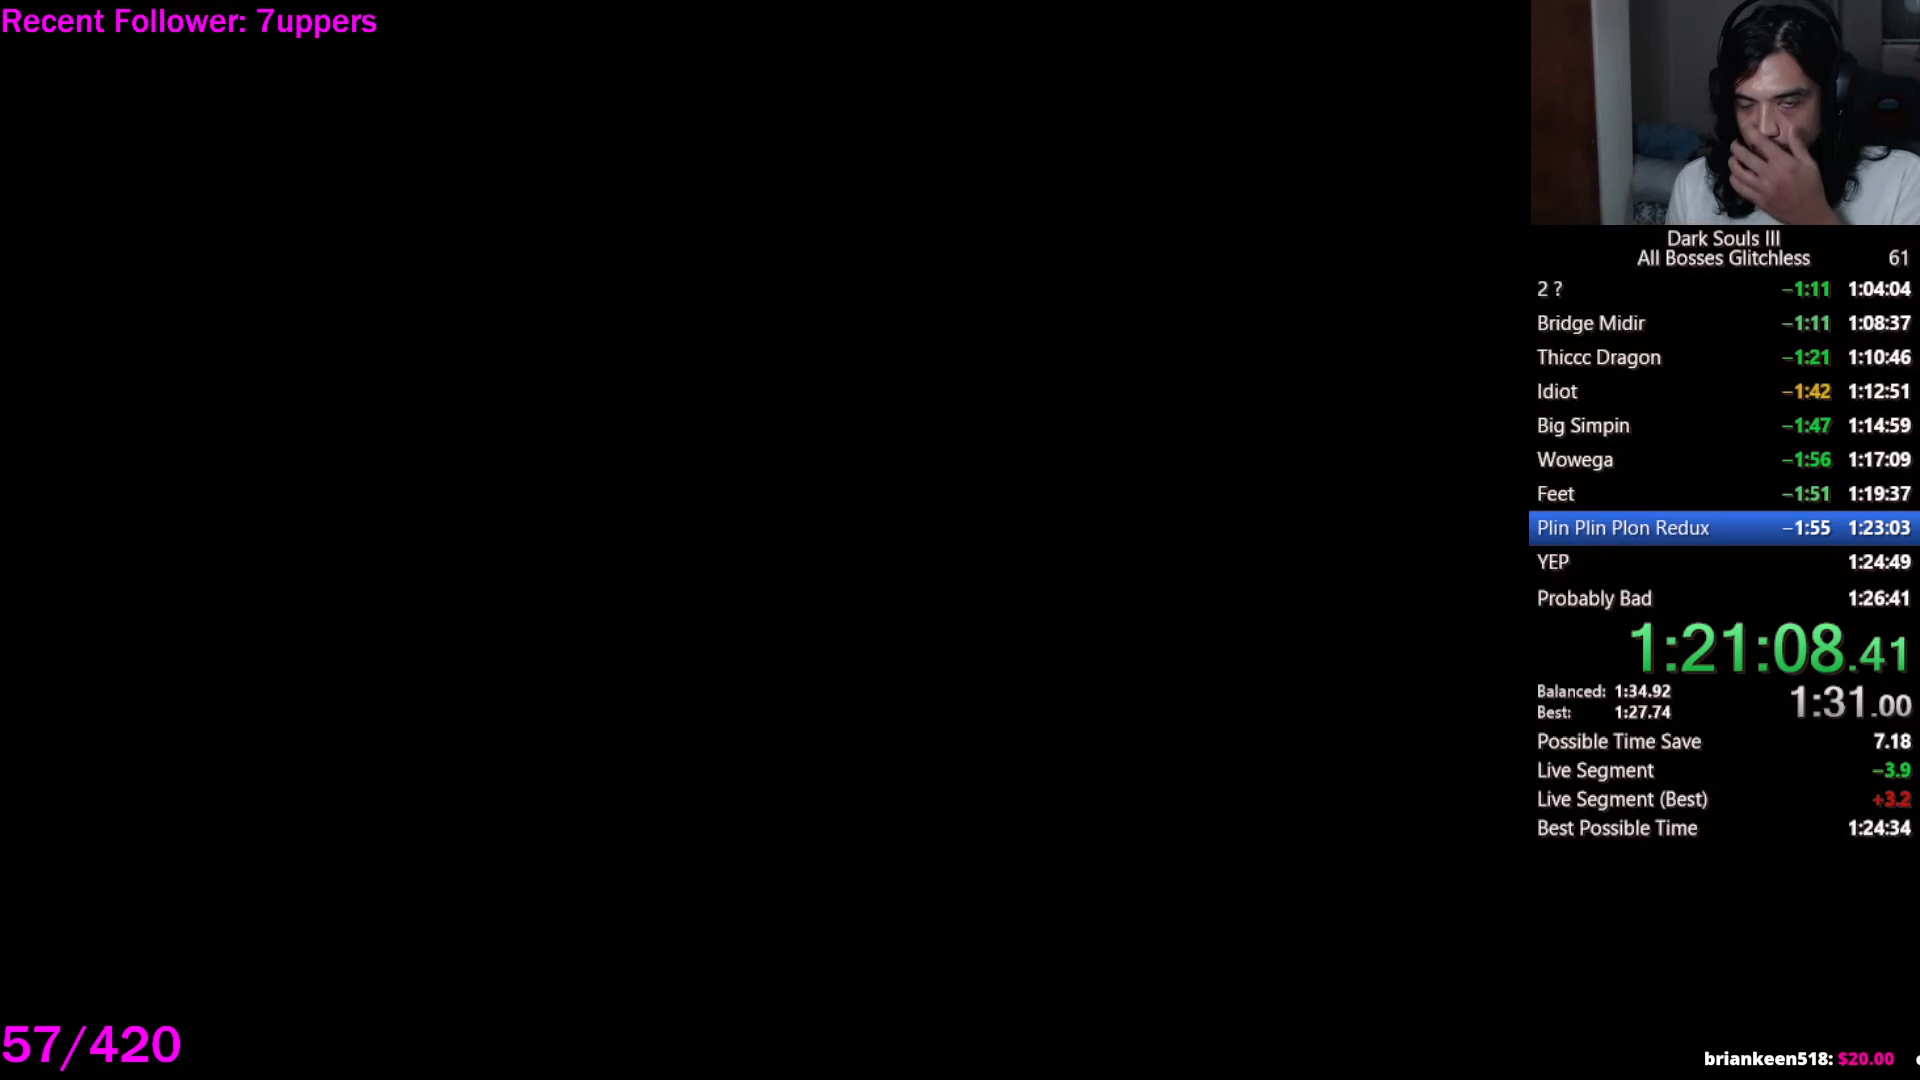 Recent Follower: 7uppers
Dark Souls III
All Bosses Glitchless 61
2 ? −1:11 1:04:04
Bridge Midir −1:11 1:08:37
Thiccc Dragon −1:21 1:10:46
Idiot −1:42 1:12:51
Big Simpin −1:47 1:14:59
Wowega −1:56 1:17:09
Feet −1:51 1:19:37
Plin Plin Plon Redux −1:55 1:23:03
YEP 1:24:49
Probably Bad 1:26:41
1:21:08.41
Balanced: 1:34.92 1:31.00
Best: 1:27.74
Possible Time Save 7.18
Live Segment −3.9
Live Segment (Best) +3.2
Best Possible Time 1:24:34
57/420
briankeen518: $20.00